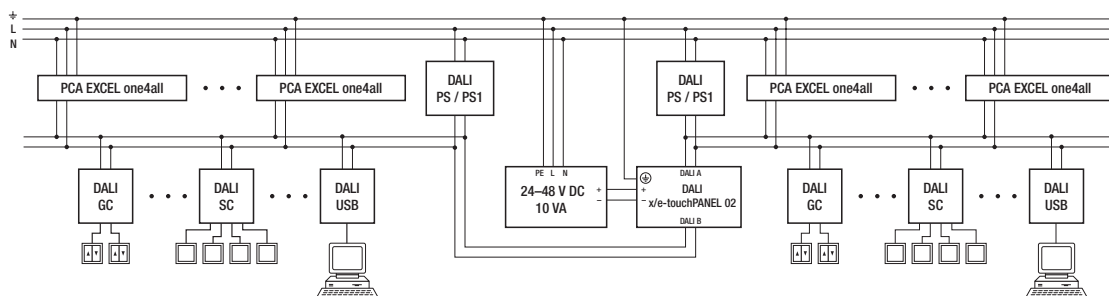 ⏚
L
N
PCA EXCEL one4all
• • •
PCA EXCEL one4all
DALI
PS / PS1
DALI
PS / PS1
PCA EXCEL one4all
• • •
PCA EXCEL one4all
DALI
GC
• • •
DALI
SC
• • •
DALI
USB
PE L N
24–48 V DC
10 VA
+
–
+
–
DALI A
DALI
x/e-touchPANEL 02
DALI B
DALI
GC
• • •
DALI
SC
• • •
DALI
USB